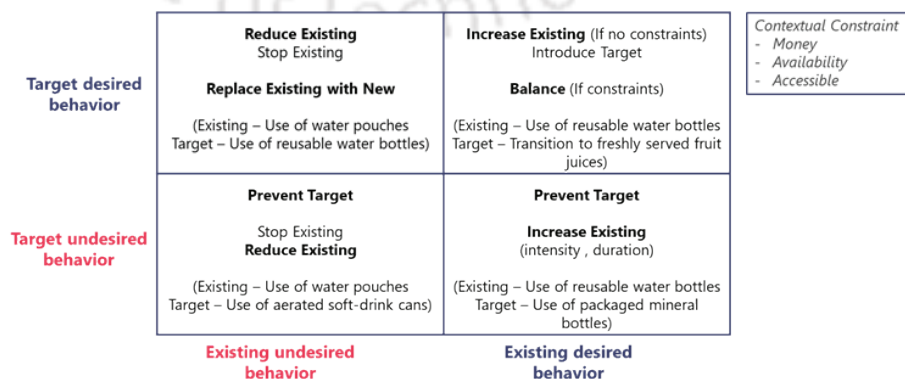 Target desired
behavior
Reduce Existing
Stop Existing
Replace Existing with New
(Existing – Use of water pouches
Target – Use of reusable water bottles)
Increase Existing (If no constraints)
Introduce Target
Balance (If constraints)
(Existing – Use of reusable water bottles
Target – Transition to freshly served fruit
juices)
Contextual Constraint
- Money
- Availability
- Accessible
Target undesired
behavior
Prevent Target
Stop Existing
Reduce Existing
(Existing – Use of water pouches
Target – Use of aerated soft-drink cans)
Prevent Target
Increase Existing
(intensity , duration)
(Existing – Use of reusable water bottles
Target – Use of packaged mineral
bottles)
Existing undesired
behavior
Existing desired
behavior